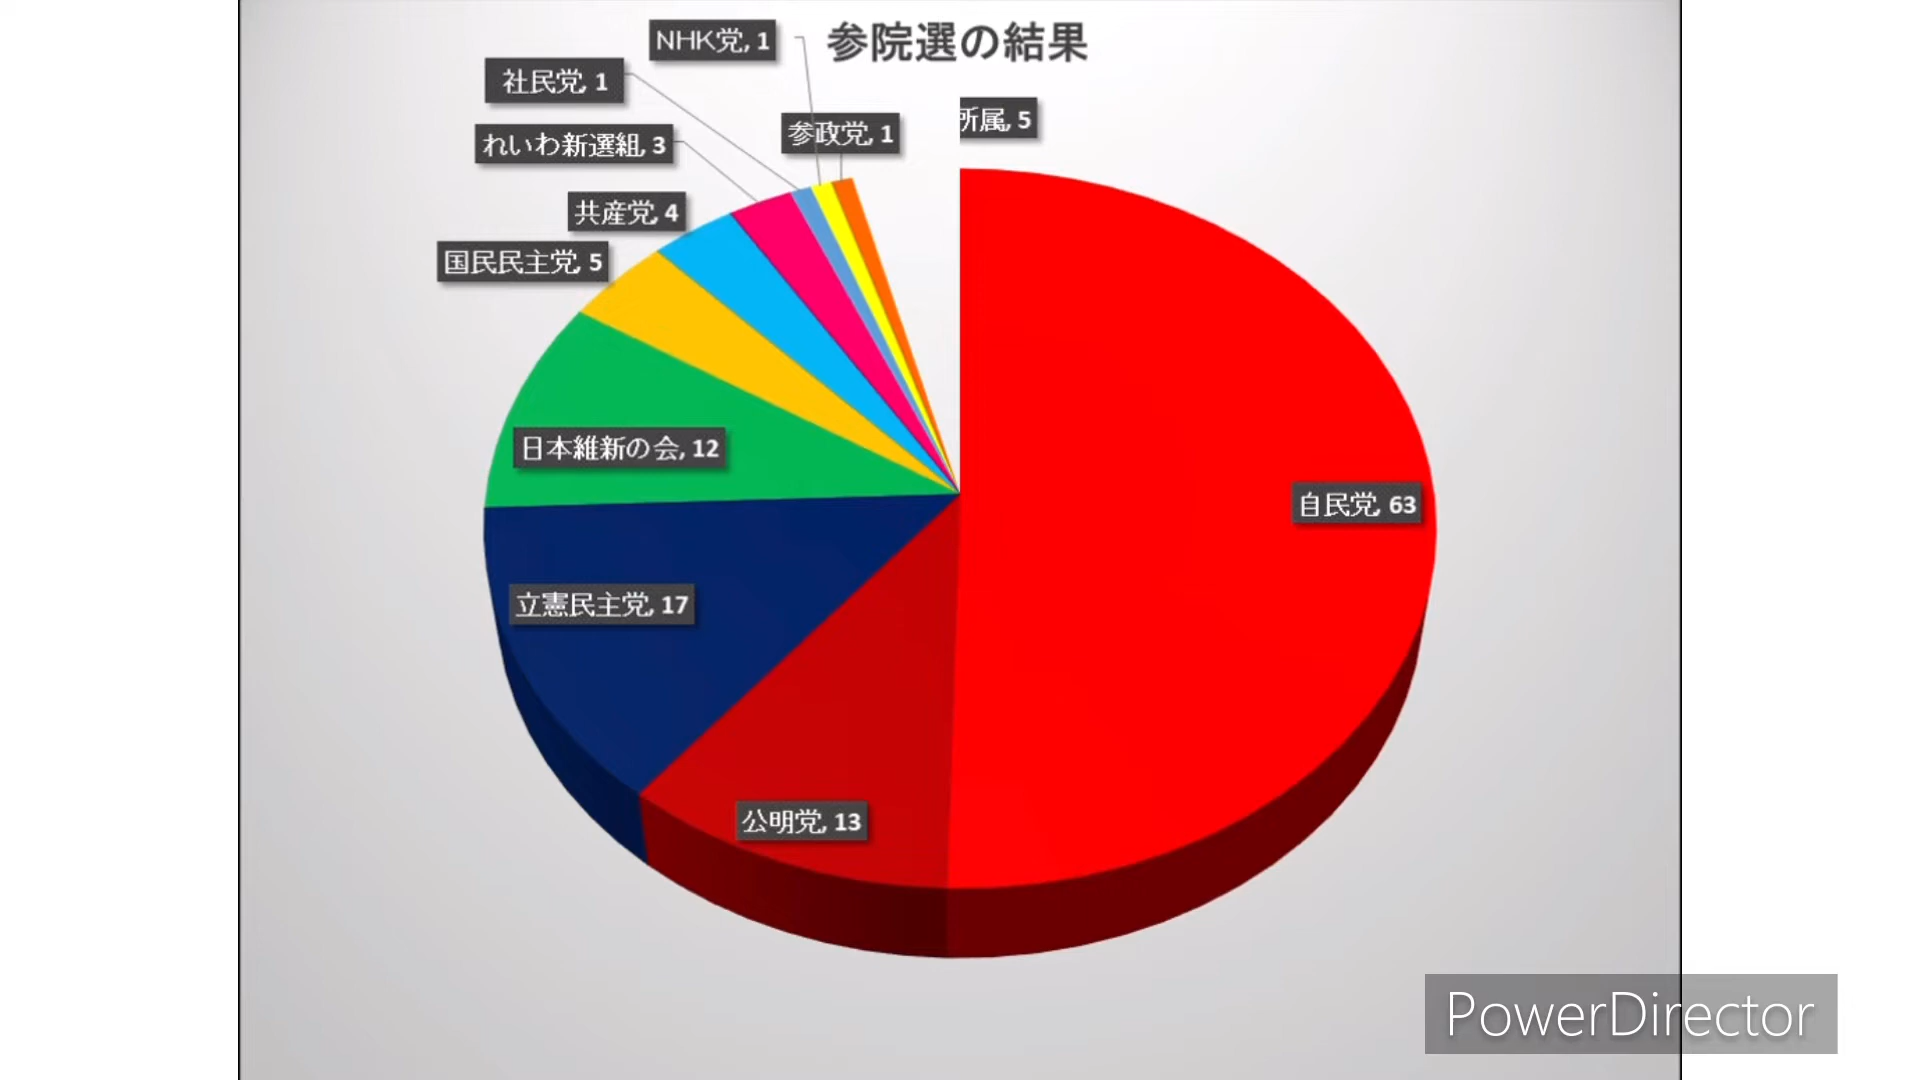 参院選の結果
NHK党, 1
社民党, 1
れいわ新選組, 3
参政党, 1
所属, 5
共産党, 4
国民民主党, 5
日本維新の会, 12
自民党, 63
立憲民主党, 17
公明党, 13
PowerDirector